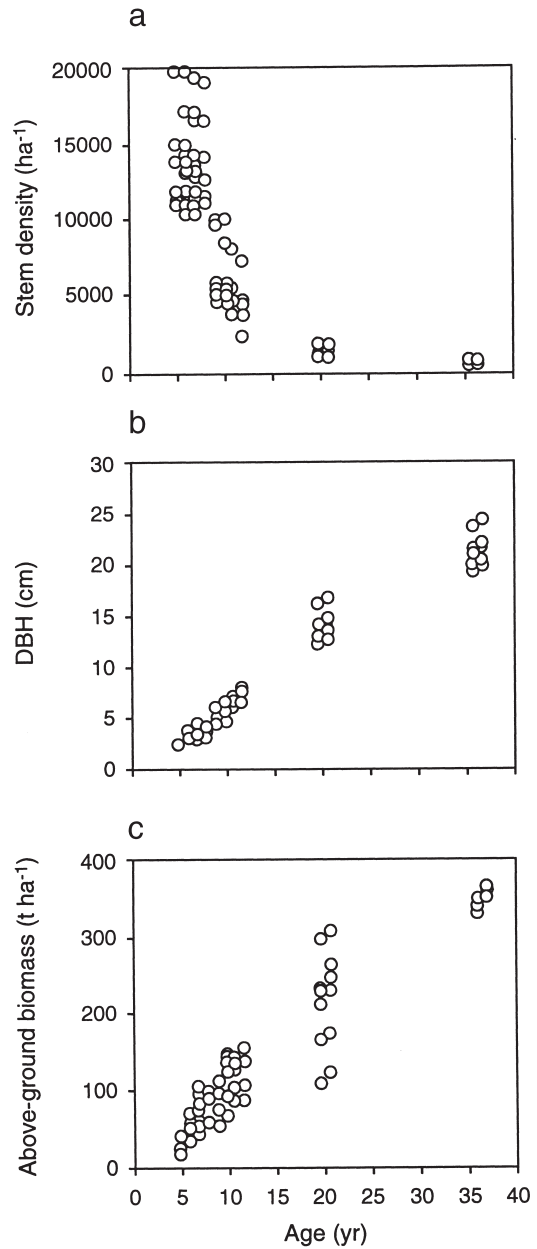 a
20000
15000
10000
5000
0
Stem density (ha⁻¹)
b
30
25
20
15
10
5
0
DBH (cm)
c
400
300
200
100
0
Above-ground biomass (t ha⁻¹)
0 5 10 15 20 25 30 35 40
Age (yr)